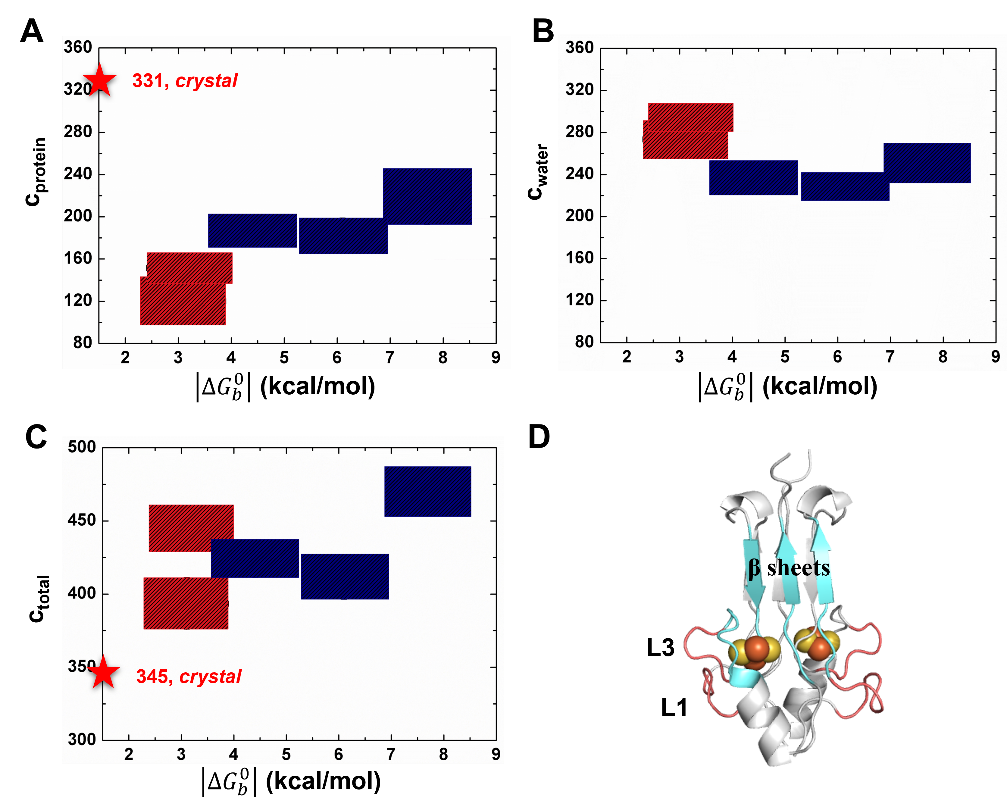 A
360
320
280
240
200
160
120
80
c_protein
331, crystal
2 3 4 5 6 7 8 9
|ΔG_b^0| (kcal/mol)
B
360
320
280
240
200
160
120
80
c_water
2 3 4 5 6 7 8 9
|ΔG_b^0| (kcal/mol)
C
500
450
400
350
300
c_total
345, crystal
2 3 4 5 6 7 8 9
|ΔG_b^0| (kcal/mol)
D
β sheets
L3
L1